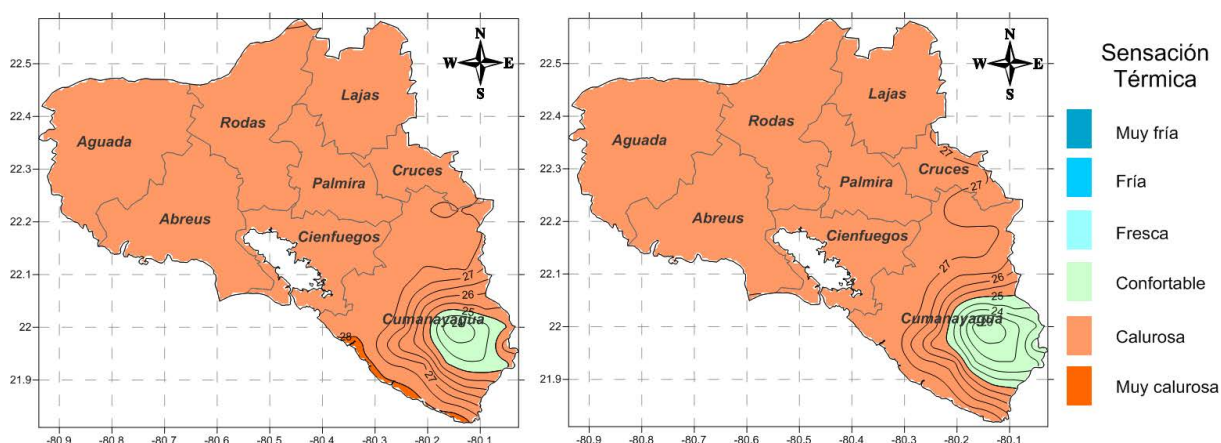 N
W E
S
22.5
22.4
22.3
22.2
22.1
22
21.9
Lajas
Rodas
Aguada
Cruces
Palmira
Abreus
Cienfuegos
27
26
25
Cumanayagua
28
27
-80.9 -80.8 -80.7 -80.6 -80.5 -80.4 -80.3 -80.2 -80.1
N
W E
S
22.5
22.4
22.3
22.2
22.1
22
21.9
Lajas
Rodas
Aguada
27
Cruces
27
Palmira
Abreus
Cienfuegos
27
26
25
24
Cumanayagua
-80.9 -80.8 -80.7 -80.6 -80.5 -80.4 -80.3 -80.2 -80.1
Sensación
Térmica
Muy fría
Fría
Fresca
Confortable
Calurosa
Muy calurosa